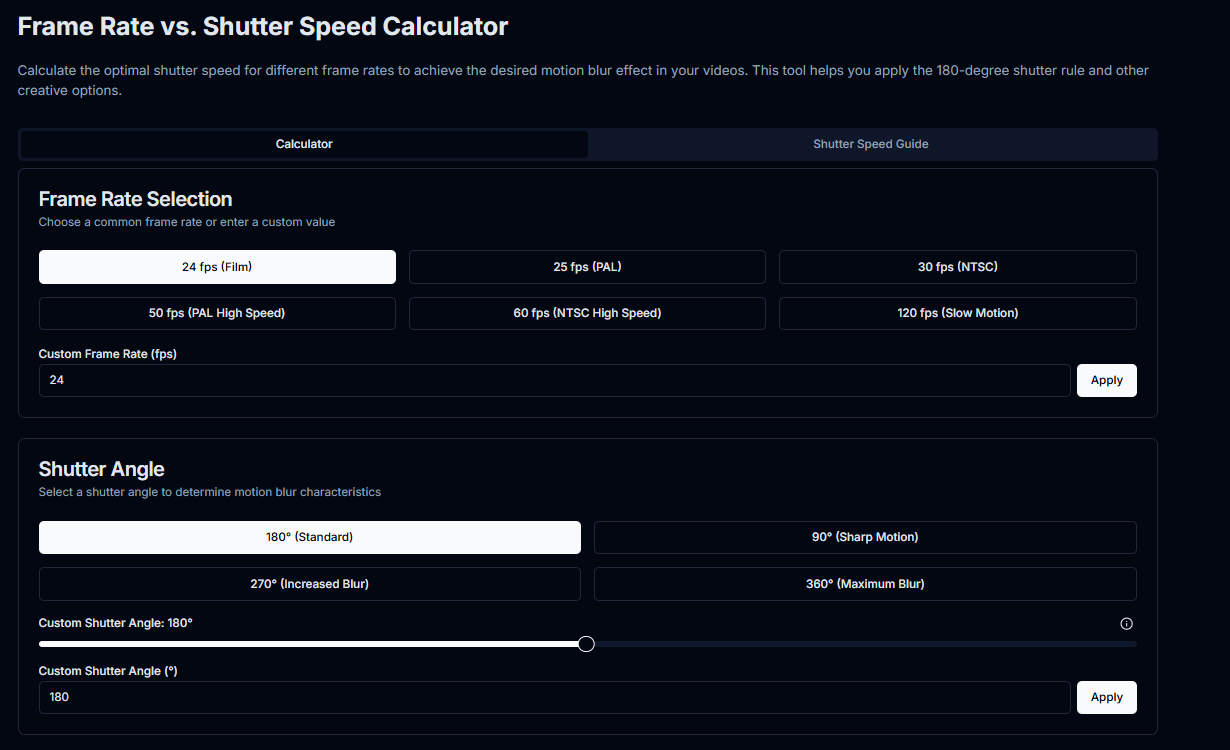 Frame Rate vs. Shutter Speed Calculator
Calculate the optimal shutter speed for different frame rates to achieve the desired motion blur effect in your videos. This tool helps you apply the 180-degree shutter rule and other
creative options.
Calculator
Shutter Speed Guide
Frame Rate Selection
Choose a common frame rate or enter a custom value
24 fps (Film)
25 fps (PAL)
30 fps (NTSC)
50 fps (PAL High Speed)
60 fps (NTSC High Speed)
120 fps (Slow Motion)
Custom Frame Rate (fps)
24
Apply
Shutter Angle
Select a shutter angle to determine motion blur characteristics
180° (Standard)
90° (Sharp Motion)
270° (Increased Blur)
360° (Maximum Blur)
Custom Shutter Angle: 180°
Custom Shutter Angle (°)
180
Apply